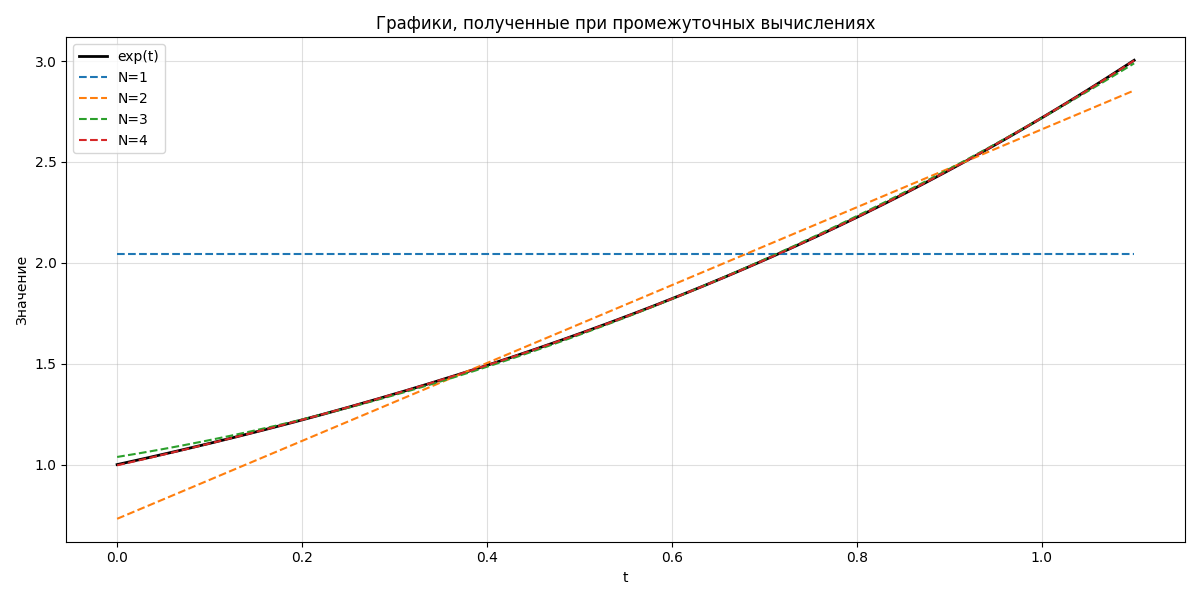 Графики, полученные при промежуточных вычислениях
exp(t)
N=1
N=2
N=3
N=4
Значение
3.0
2.5
2.0
1.5
1.0
0.0
0.2
0.4
0.6
0.8
1.0
t